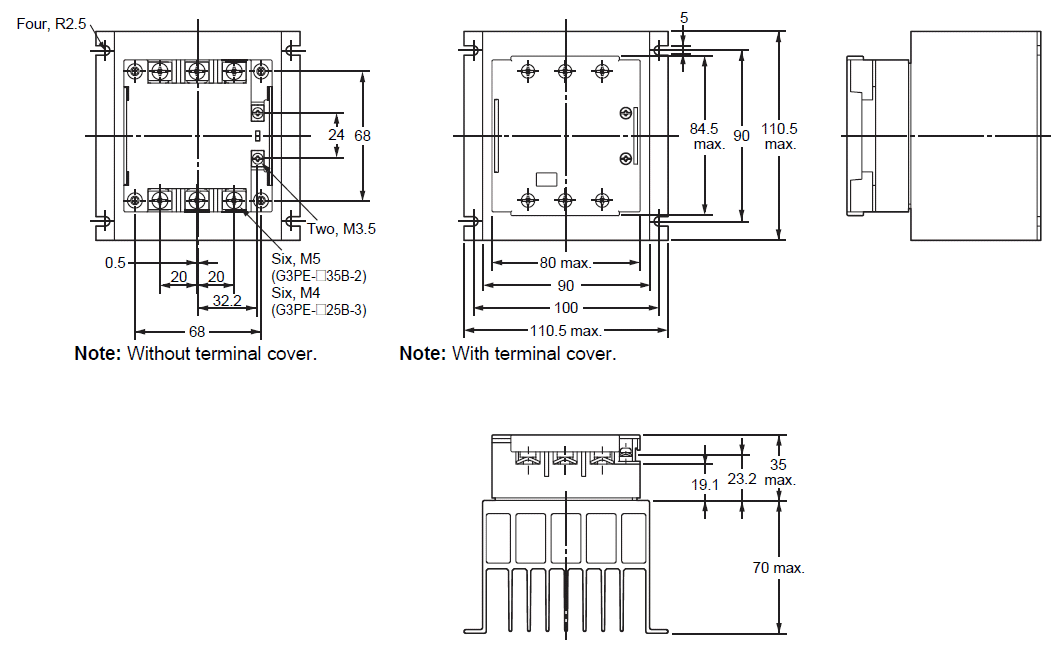 Four, R2.5
24
68
Two, M3.5
Six, M5
(G3PE-□35B-2)
Six, M4
(G3PE-□25B-3)
0.5
20
20
32.2
68
Note: Without terminal cover.
5
84.5
max.
90
110.5
max.
80 max.
90
100
110.5 max.
Note: With terminal cover.
19.1
23.2
35
max.
70 max.